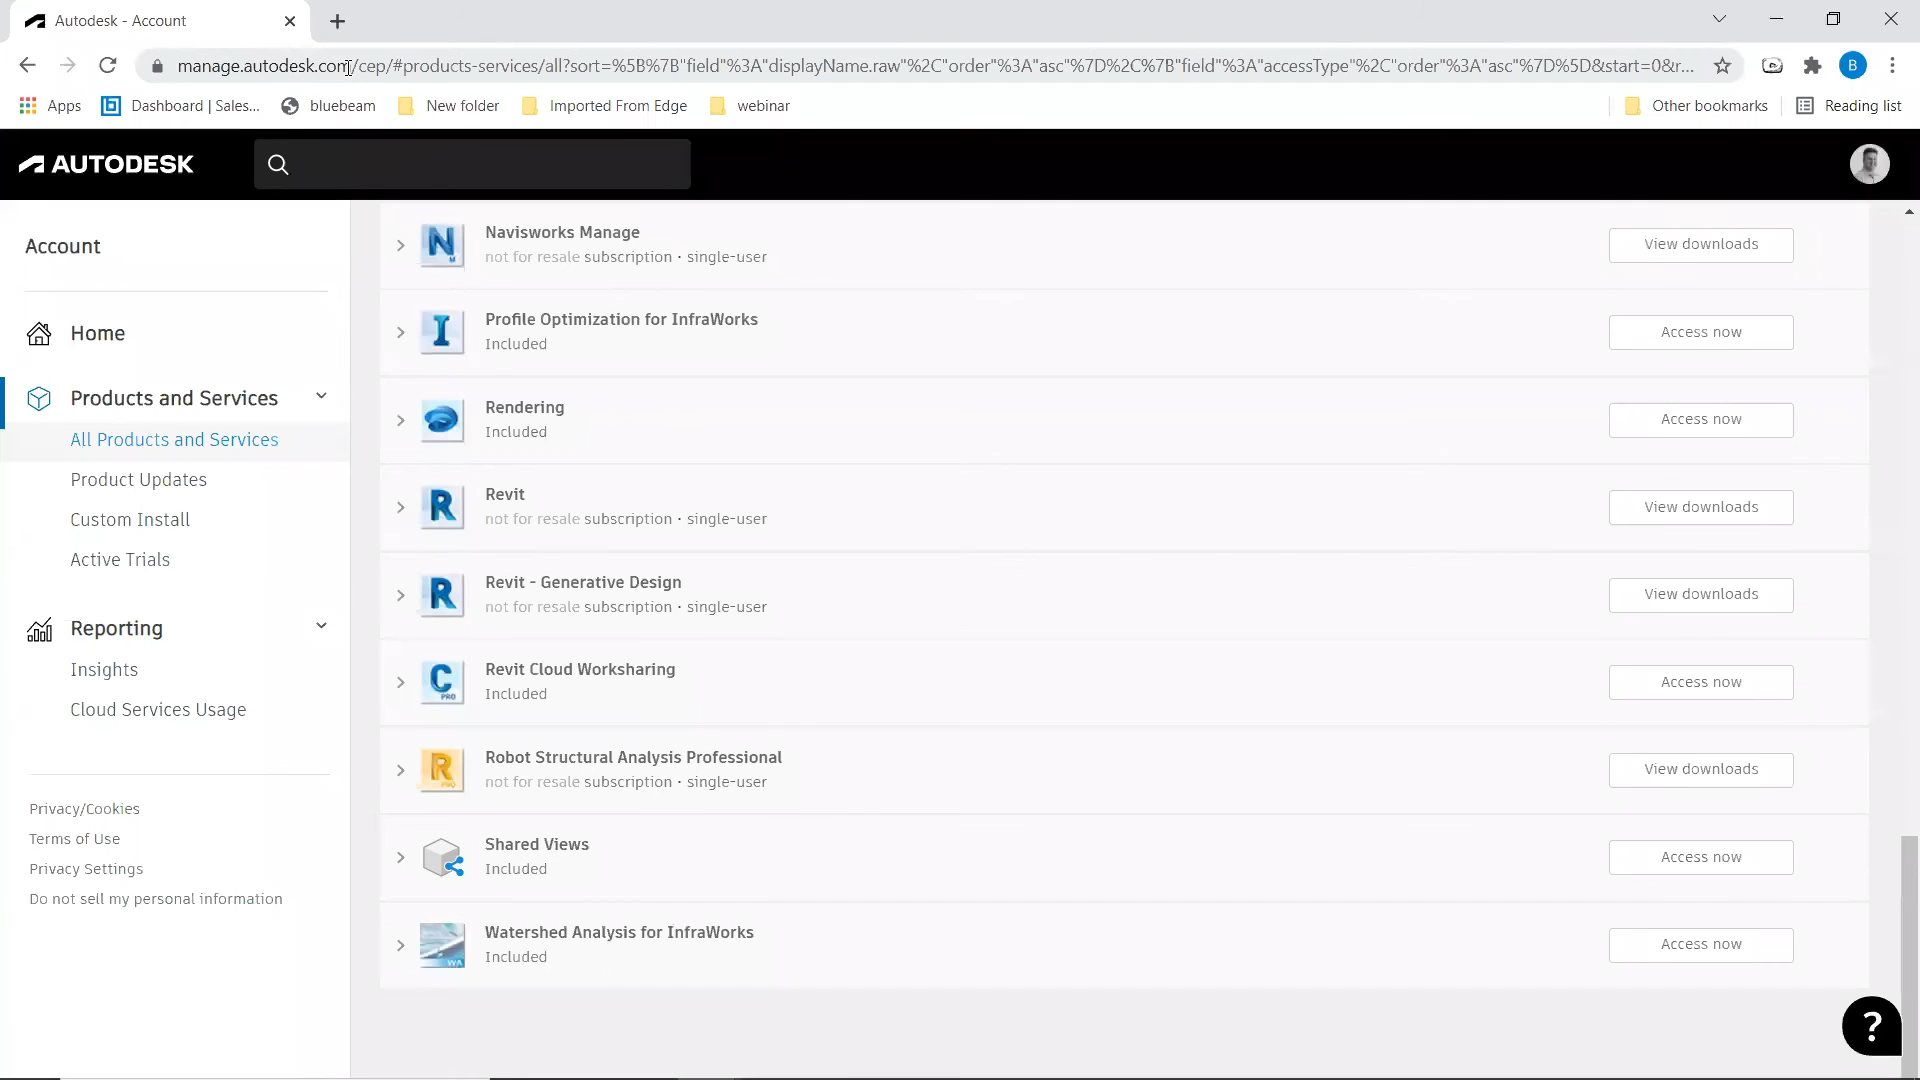 Autodesk - Account
manage.autodesk.com/cep/#products-services/all?sort=%5B%7B"field"%3A"displayName.raw"%2C"order"%3A"asc"%7D%2C%7B"field"%3A"accessType"%2C"order"%3A"asc"%7D%5D&start=0&r...
B
Apps
Dashboard | Sales...
bluebeam
New folder
Imported From Edge
webinar
Other bookmarks
Reading list
AUTODESK
Account
Home
Products and Services
All Products and Services
Product Updates
Custom Install
Active Trials
Reporting
Insights
Cloud Services Usage
Privacy/Cookies
Terms of Use
Privacy Settings
Do not sell my personal information
N M
Navisworks Manage
not for resale subscription · single-user
View downloads
I
Profile Optimization for InfraWorks
Included
Access now
Rendering
Included
Access now
R
Revit
not for resale subscription · single-user
View downloads
R
Revit - Generative Design
not for resale subscription · single-user
View downloads
C PRO
Revit Cloud Worksharing
Included
Access now
R PRO
Robot Structural Analysis Professional
not for resale subscription · single-user
View downloads
Shared Views
Included
Access now
WA
Watershed Analysis for InfraWorks
Included
Access now
?